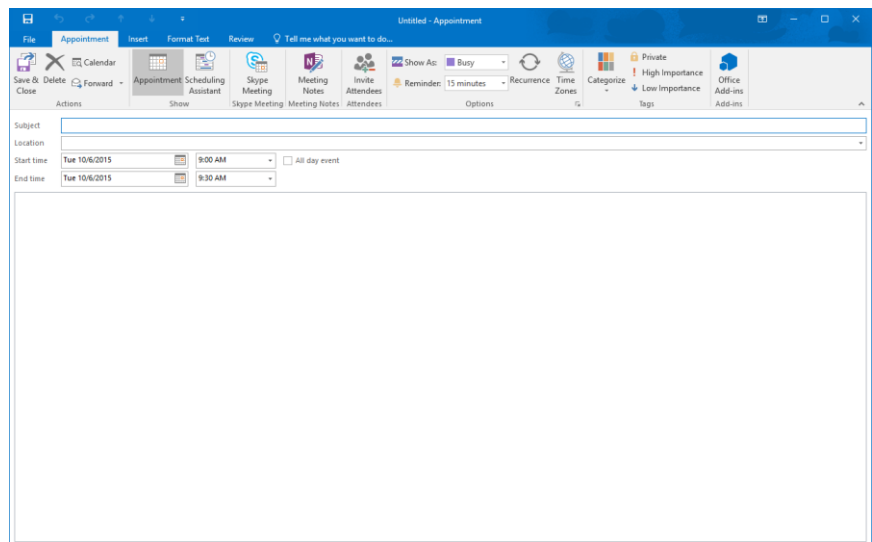 Untitled - Appointment
File Appointment Insert Format Text Review Tell me what you want to do...
Save & Close
Delete
Calendar
Forward
Actions
Appointment
Scheduling Assistant
Show
Skype Meeting
Skype Meeting
Meeting Notes
Meeting Notes
Invite Attendees
Attendees
Show As: Busy
Reminder: 15 minutes
Recurrence
Time Zones
Options
Categorize
Private
High Importance
Low Importance
Tags
Office Add-ins
Add-ins
Subject
Location
Start time Tue 10/6/2015 9:00 AM All day event
End time Tue 10/6/2015 9:30 AM